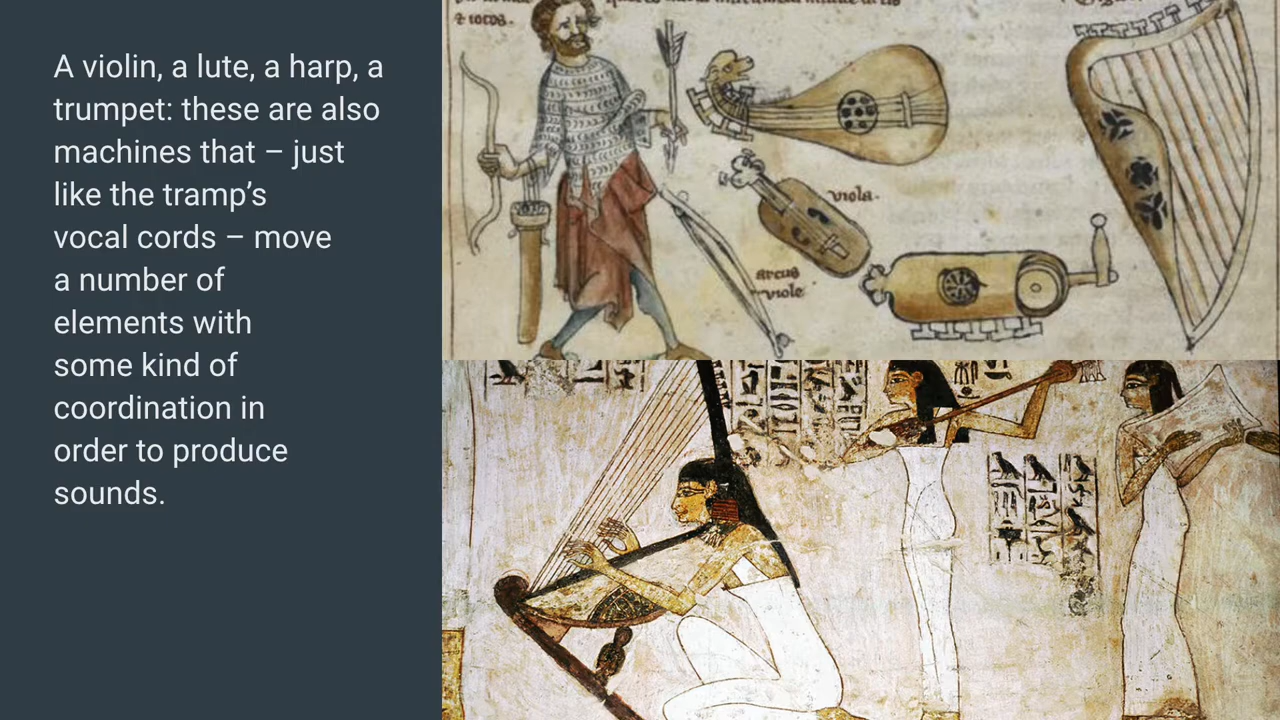 A violin, a lute, a harp, a
trumpet: these are also
machines that – just
like the tramp’s
vocal cords – move
a number of
elements with
some kind of
coordination in
order to produce
sounds.
viola.
arcus
viole